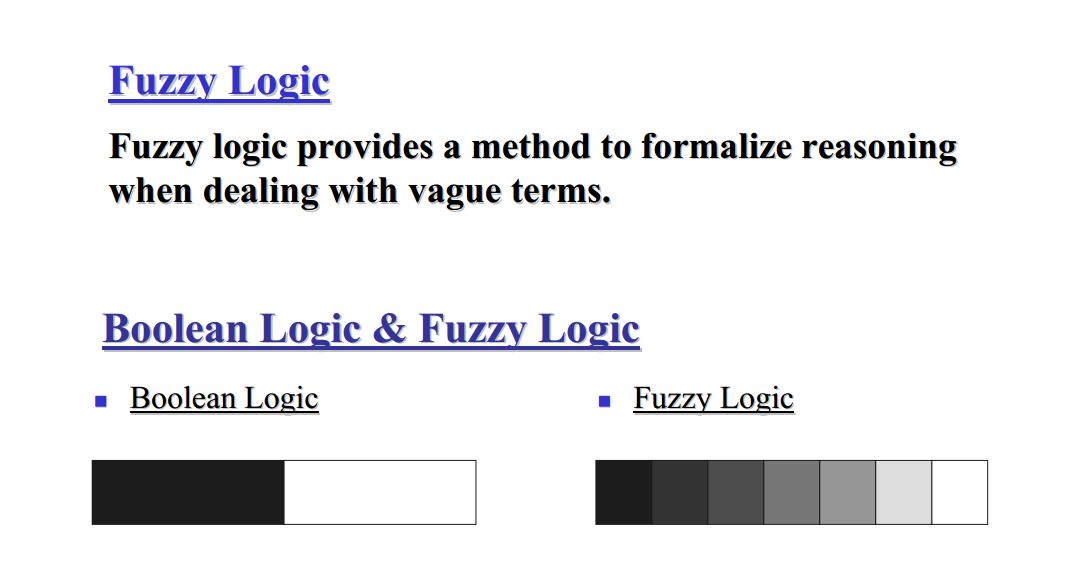 Fuzzy Logic
Fuzzy logic provides a method to formalize reasoning
when dealing with vague terms.
Boolean Logic & Fuzzy Logic
Boolean Logic
Fuzzy Logic